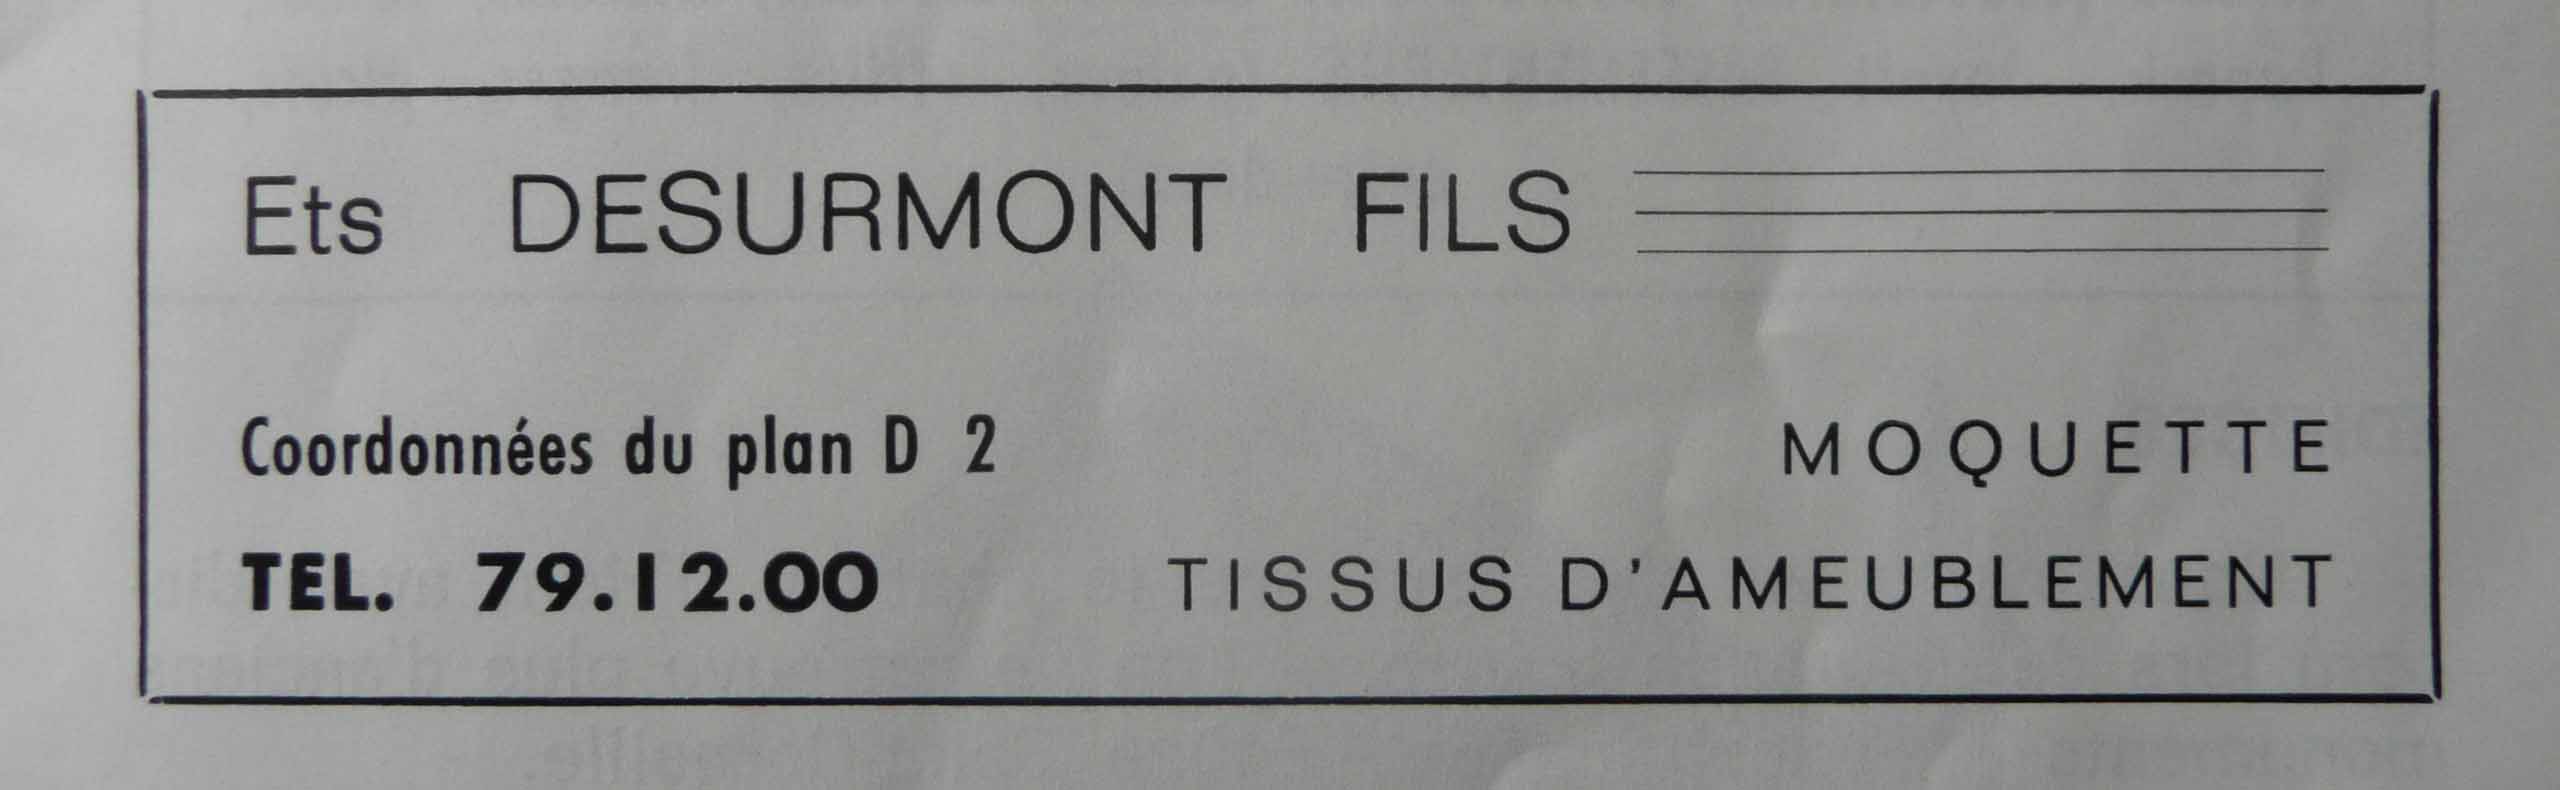 Ets DESURMONT FILS
Coordonnées du plan D 2
MOQUETTE
TEL. 79.12.00
TISSUS D'AMEUBLEMENT